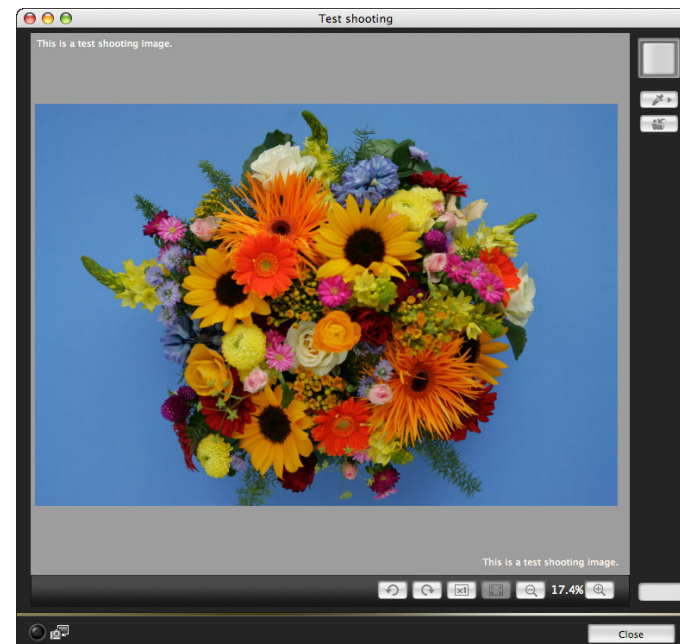 Test shooting
This is a test shooting image.
This is a test shooting image.
x1
17.4%
Close